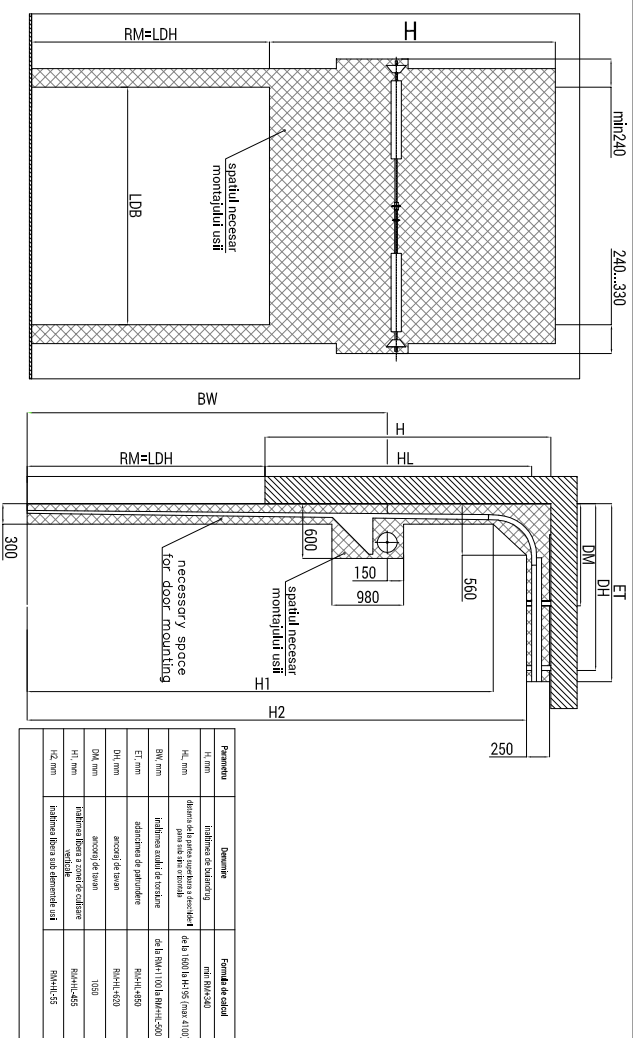 RM=LDH
H
min240
240...330
LDB
spatiul necesar
montajului usii
BW
H
RM=LDH
HL
300
600
150
980
560
DM
DH
ET
necessary space
for door mounting
spatiul necesar
montajului usii
H1
H2
250
Parametru Denumire Formula de calcul
H, mm inaltimea de buiandrug min RM+340
HL, mm distanta de la partea superioara a deschiderii
pana sub sina orizontala de la 1600 la H-195 (max 4100)
BW, mm inaltimea axului de torsiune de la RM+1100 la RM+HL-500
ET, mm adancimea de patrundere RM-HL+850
DH, mm ancoraj de tavan RM-HL+620
DM, mm ancoraj de tavan 1050
H1, mm inaltimea libera a zonei de culisare
verticale RM+HL-455
H2, mm inaltimea libera sub elementele usii RM+HL-55